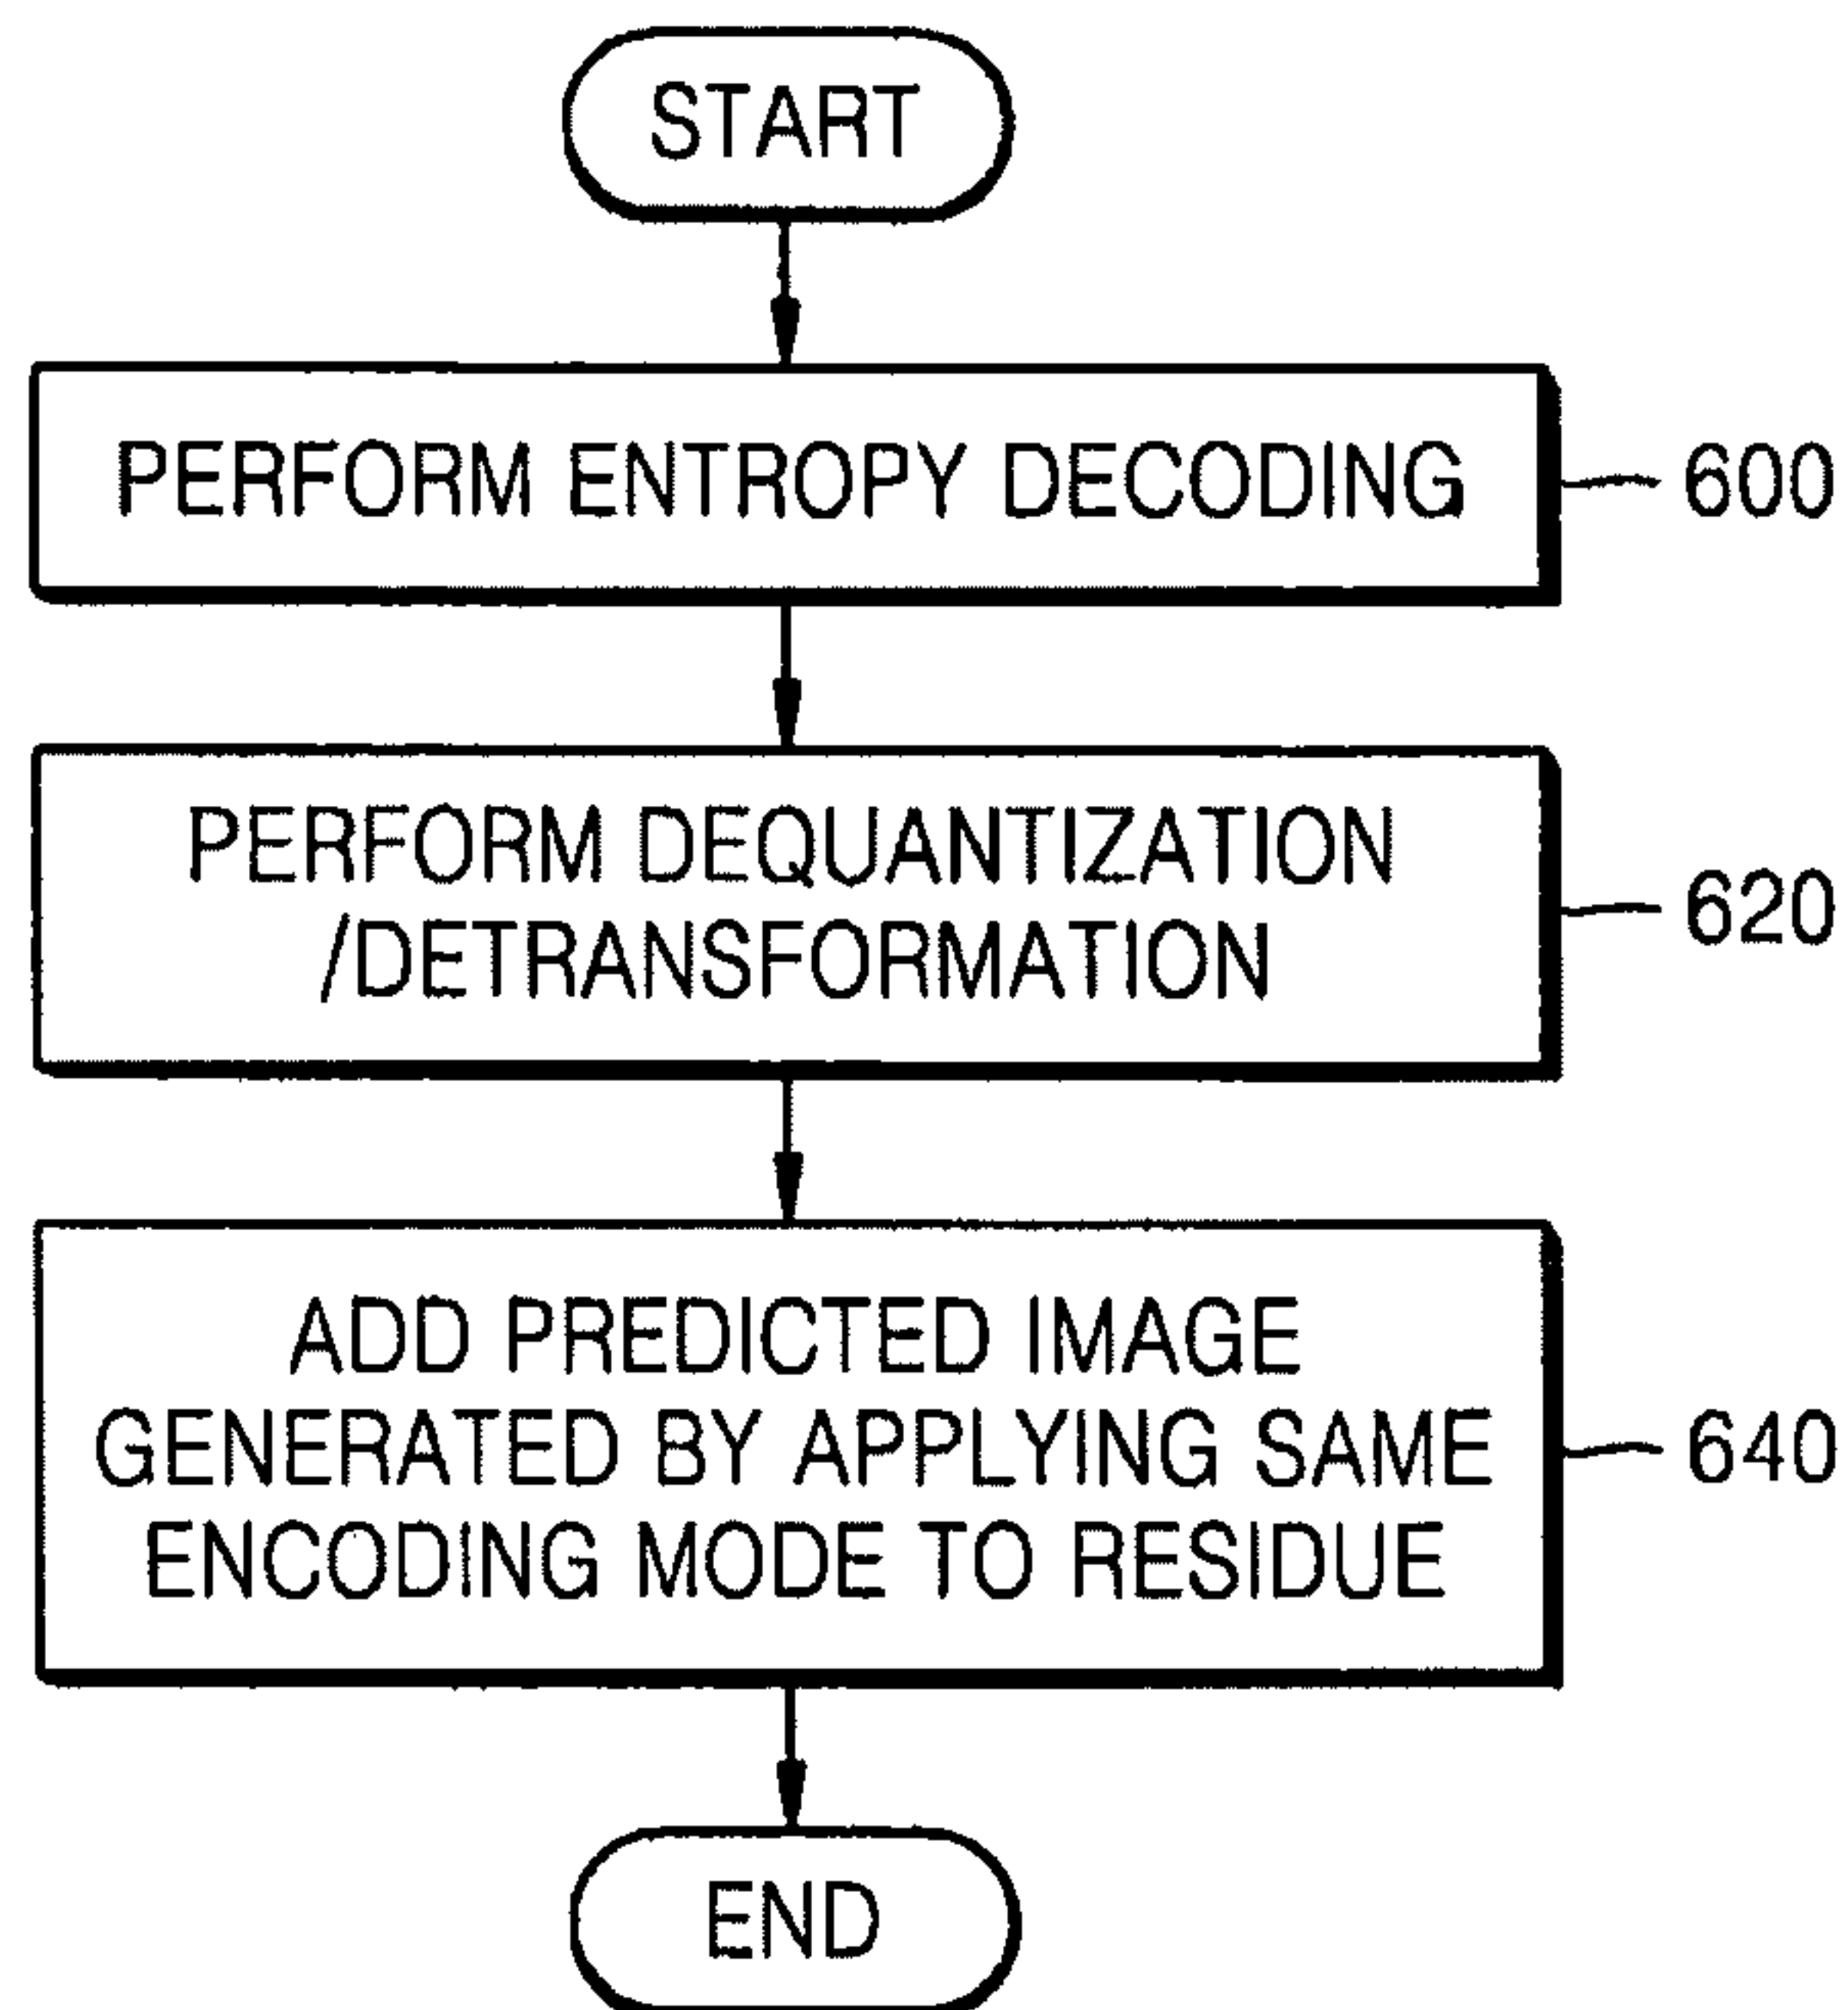 START
PERFORM ENTROPY DECODING
600
PERFORM DEQUANTIZATION
/DETRANSFORMATION
620
ADD PREDICTED IMAGE
GENERATED BY APPLYING SAME
ENCODING MODE TO RESIDUE
640
END